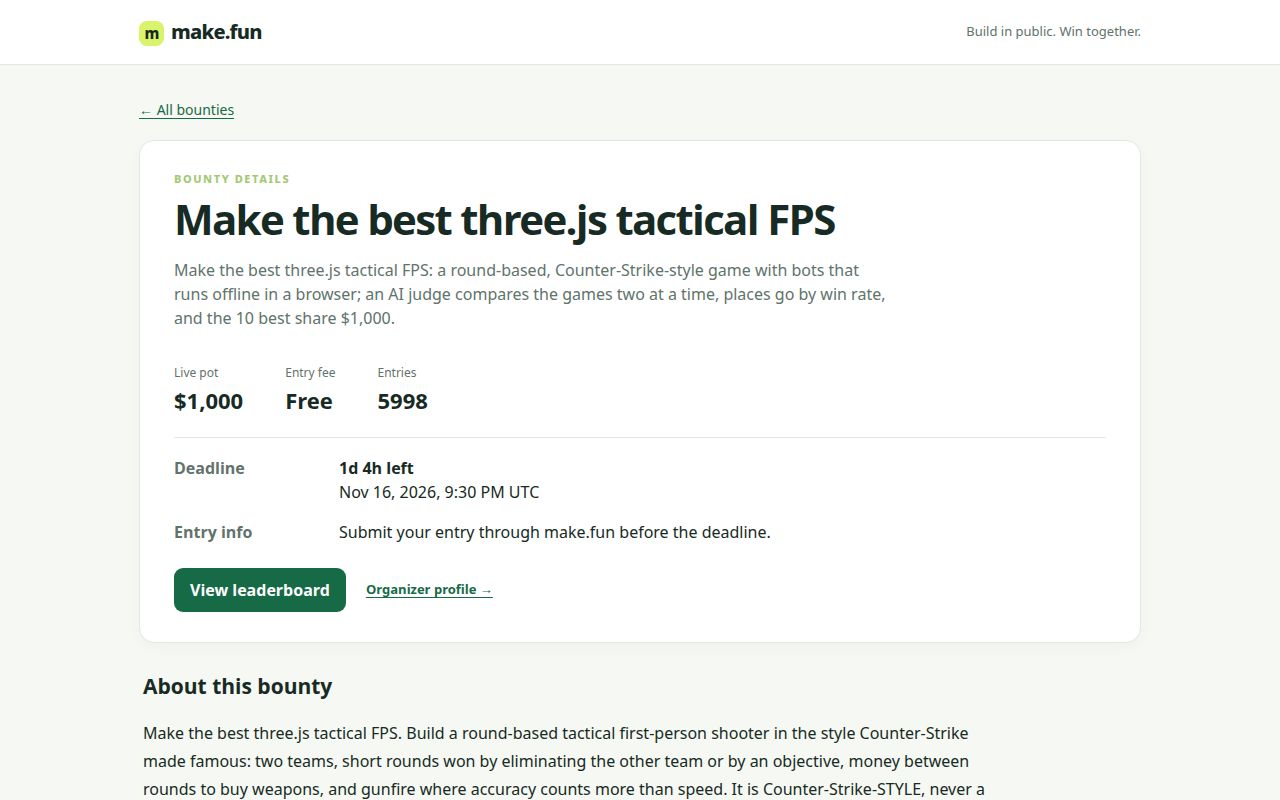 m make.fun
Build in public. Win together.
← All bounties
BOUNTY DETAILS
Make the best three.js tactical FPS
Make the best three.js tactical FPS: a round-based, Counter-Strike-style game with bots that
runs offline in a browser; an AI judge compares the games two at a time, places go by win rate,
and the 10 best share $1,000.
Live pot
Entry fee
Entries
$1,000
Free
5998
Deadline
1d 4h left
Nov 16, 2026, 9:30 PM UTC
Entry info
Submit your entry through make.fun before the deadline.
View leaderboard
Organizer profile →
About this bounty
Make the best three.js tactical FPS. Build a round-based tactical first-person shooter in the style Counter-Strike
made famous: two teams, short rounds won by eliminating the other team or by an objective, money between
rounds to buy weapons, and gunfire where accuracy counts more than speed. It is Counter-Strike-STYLE, never a